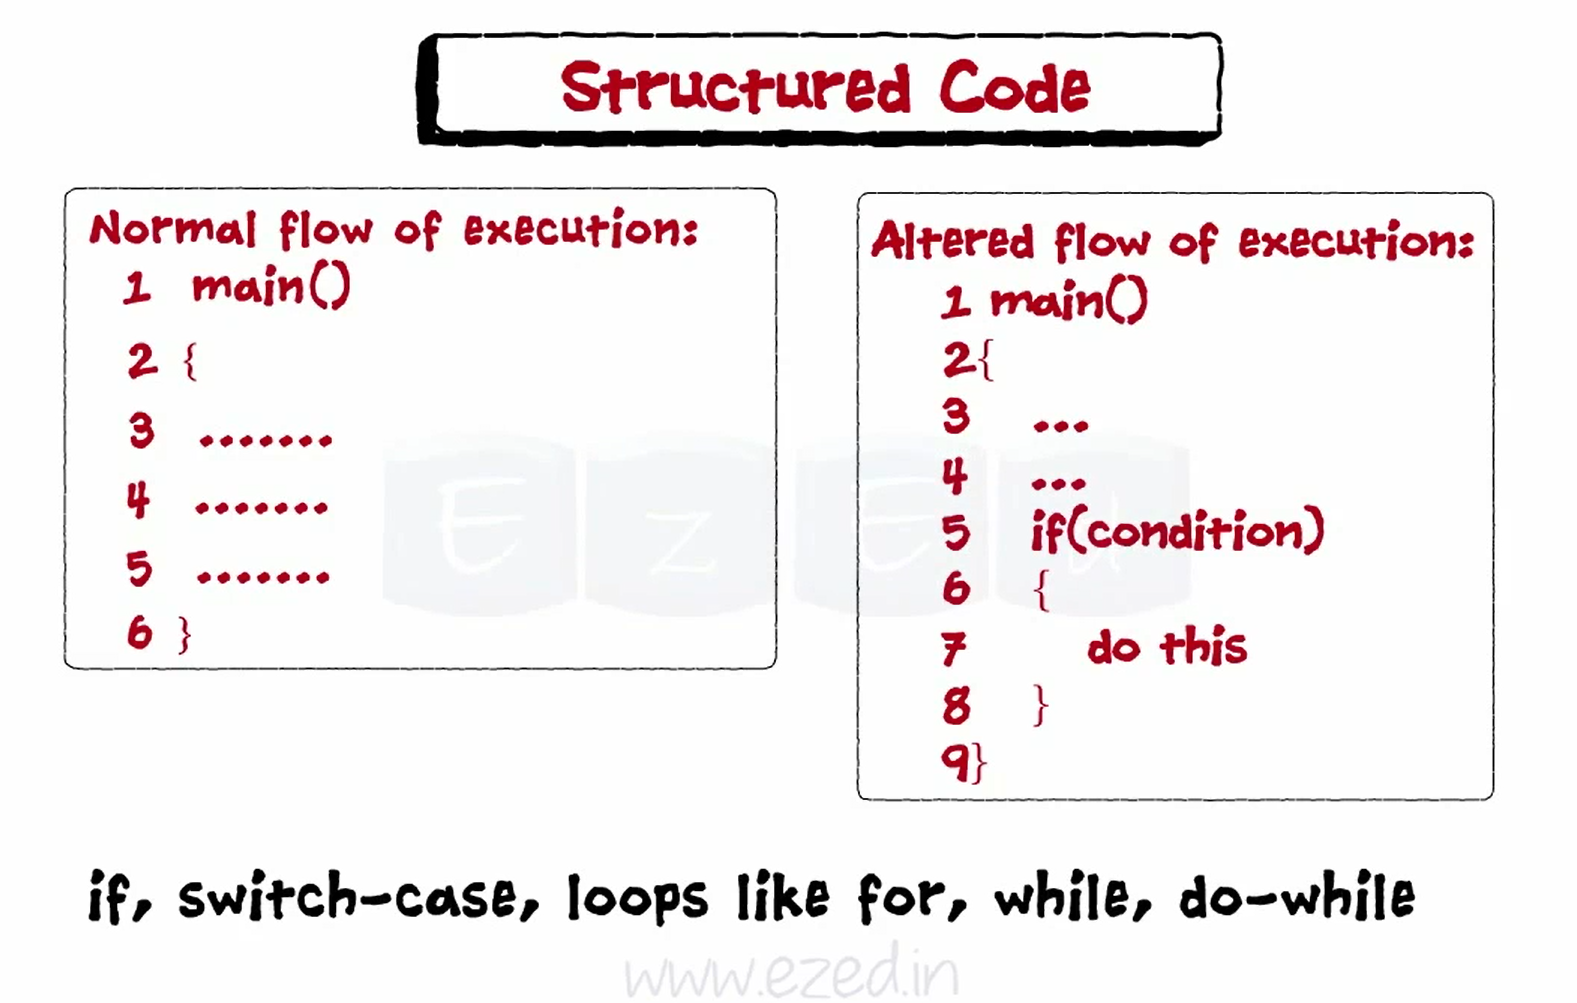 Structured Code
Normal flow of execution:
1 main()
2 {
3 .......
4 .......
5 .......
6 }
Altered flow of execution:
1 main()
2{
3 ...
4 ...
5 if(condition)
6 {
7 do this
8 }
9}
EzEd
if, switch-case, loops like for, while, do-while
www.ezed.in